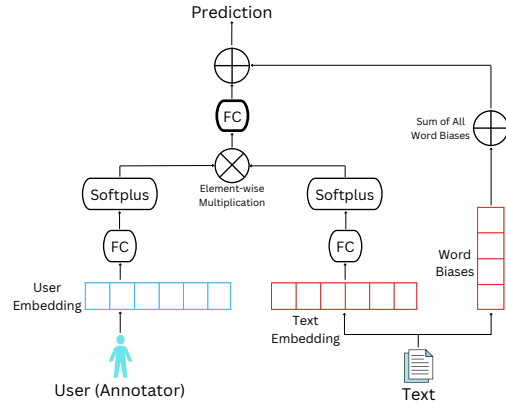 Prediction
FC
Sum of All
Word Biases
Softplus
Element-wise
Multiplication
Softplus
FC
FC
User
Embedding
Text
Embedding
Word
Biases
User (Annotator)
Text